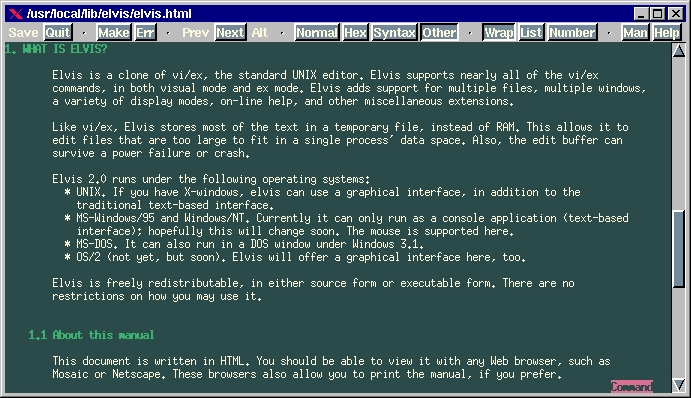 /usr/local/lib/elvis/elvis.html
Save Quit · Make Err · Prev Next Alt · Normal Hex Syntax Other · Wrap List Number · Man Help
1. WHAT IS ELVIS?
Elvis is a clone of vi/ex, the standard UNIX editor. Elvis supports nearly all of the vi/ex
commands, in both visual mode and ex mode. Elvis adds support for multiple files, multiple windows,
a variety of display modes, on-line help, and other miscellaneous extensions.
Like vi/ex, Elvis stores most of the text in a temporary file, instead of RAM. This allows it to
edit files that are too large to fit in a single process' data space. Also, the edit buffer can
survive a power failure or crash.
Elvis 2.0 runs under the following operating systems:
* UNIX. If you have X-windows, elvis can use a graphical interface, in addition to the
traditional text-based interface.
* MS-Windows/95 and Windows/NT. Currently it can only run as a console application (text-based
interface); hopefully this will change soon. The mouse is supported here.
* MS-DOS. It can also run in a DOS window under Windows 3.1.
* OS/2 (not yet, but soon). Elvis will offer a graphical interface here, too.
Elvis is freely redistributable, in either source form or executable form. There are no
restrictions on how you may use it.
1.1 About this manual
This document is written in HTML. You should be able to view it with any Web browser, such as
Mosaic or Netscape. These browsers also allow you to print the manual, if you prefer.
Command